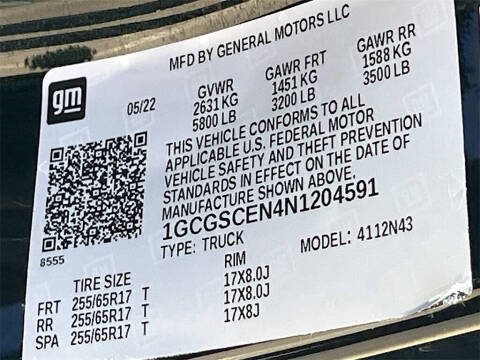 MFD BY GENERAL MOTORS LLC
gm
05/22
GVWR GAWR FRT GAWR RR
2631 KG 1451 KG 1588 KG
5800 LB 3200 LB 3500 LB
THIS VEHICLE CONFORMS TO ALL
APPLICABLE U.S. FEDERAL MOTOR
VEHICLE SAFETY AND THEFT PREVENTION
STANDARDS IN EFFECT ON THE DATE OF
MANUFACTURE SHOWN ABOVE.
1GCGSCEN4N1204591
8555
TYPE: TRUCK MODEL: 4112N43
TIRE SIZE RIM
FRT 255/65R17 T 17X8.0J
RR 255/65R17 T 17X8.0J
SPA 255/65R17 T 17X8J